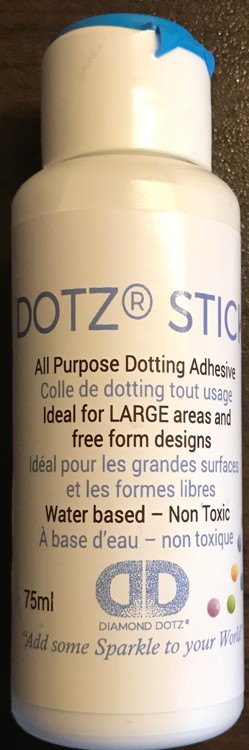 DOTZ® STIC
All Purpose Dotting Adhesive
Colle de dotting tout usage
Ideal for LARGE areas and
free form designs
Idéal pour les grandes surfaces
et les formes libres
Water based – Non Toxic
À base d'eau – non toxique
75ml
DIAMOND DOTZ®
"Add some Sparkle to your World"